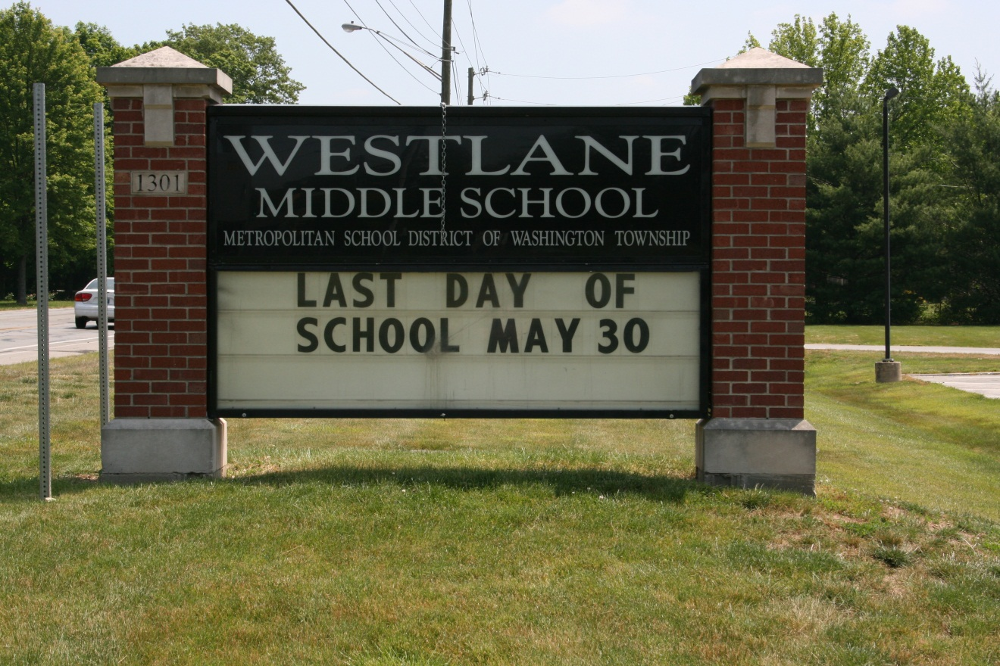 WESTLANE
MIDDLE SCHOOL
METROPOLITAN SCHOOL DISTRICT OF WASHINGTON TOWNSHIP
1301
LAST DAY OF
SCHOOL MAY 30